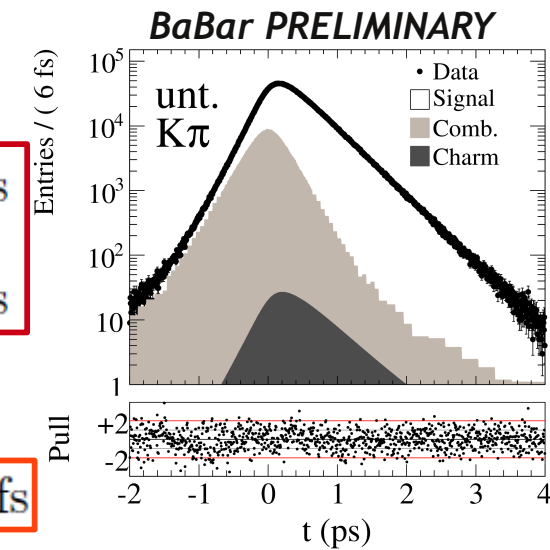 BaBar PRELIMINARY
Entries / ( 6 fs)
10⁵
10⁴
10³
10²
10
1
unt.
Kπ
Data
Signal
Comb.
Charm
s
s
fs
Pull
+2
-2
-2 -1 0 1 2 3 4
t (ps)